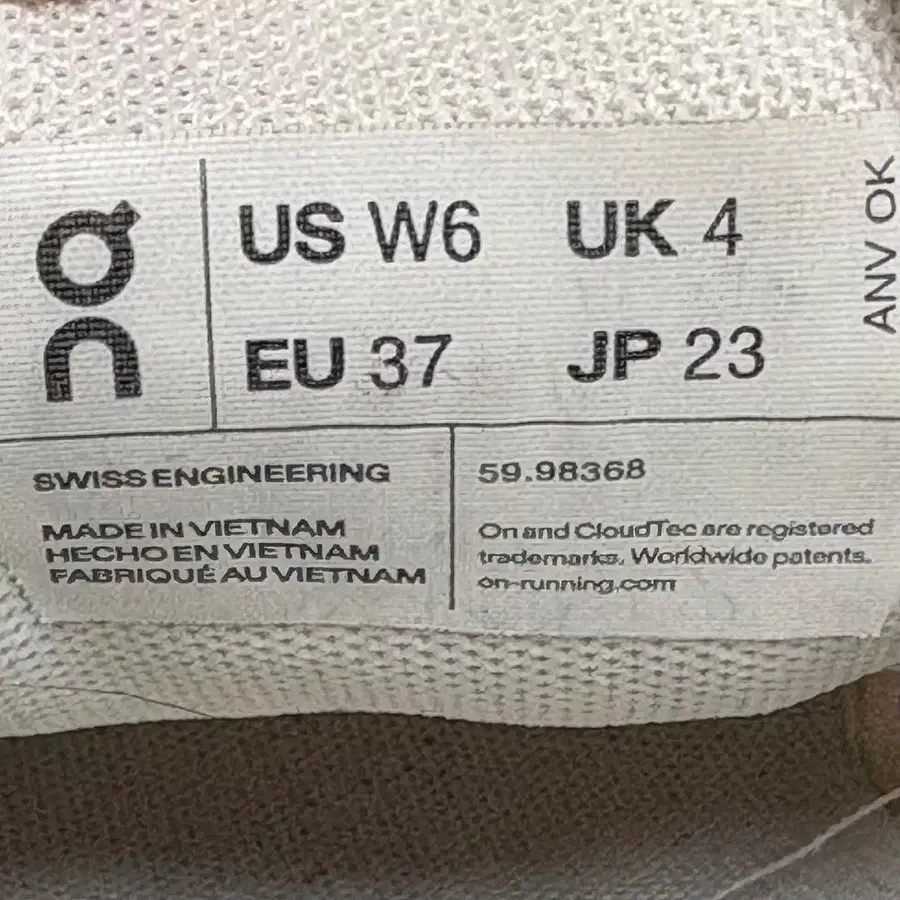 On
US W6 UK 4
EU 37 JP 23
ANV OK
SWISS ENGINEERING
MADE IN VIETNAM
HECHO EN VIETNAM
FABRIQUÉ AU VIETNAM
59.98368
On and CloudTec are registered
trademarks. Worldwide patents.
on-running.com